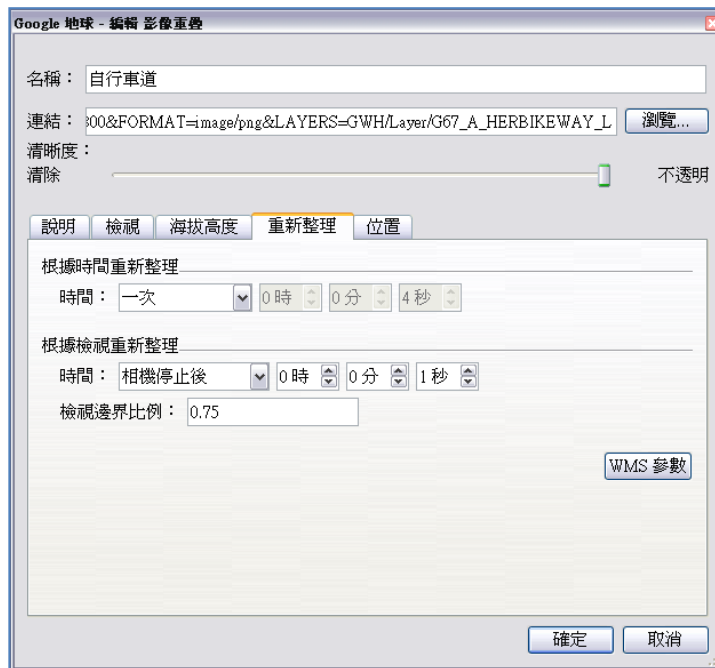 Google 地球 - 編輯 影像重疊
名稱： 自行車道
連結： 300&FORMAT=image/png&LAYERS=GWH/Layer/G67_A_HERBIKEWAY_L 瀏覽...
清晰度：
清除 不透明
說明 檢視 海拔高度 重新整理 位置
根據時間重新整理
時間： 一次 0時 0分 4秒
根據檢視重新整理
時間： 相機停止後 0時 0分 1秒
檢視邊界比例： 0.75
WMS 參數
確定 取消